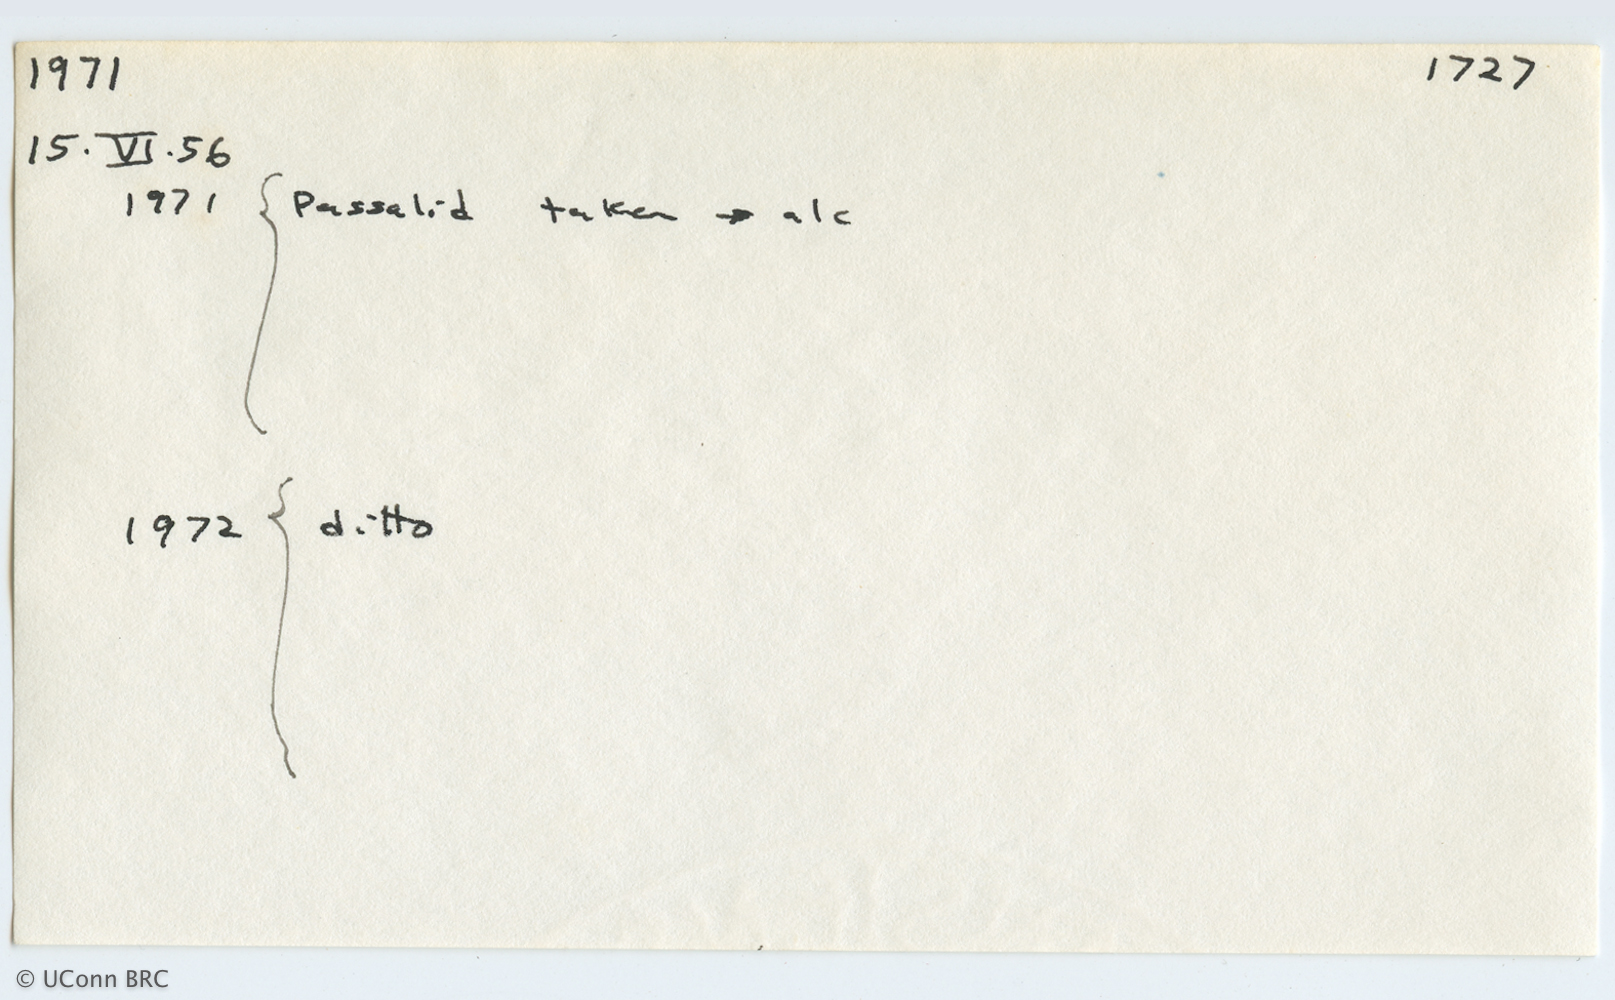 1971 1727
15.VI.56
1971 { Passalid taken → alc
1972 { ditto
© UConn BRC